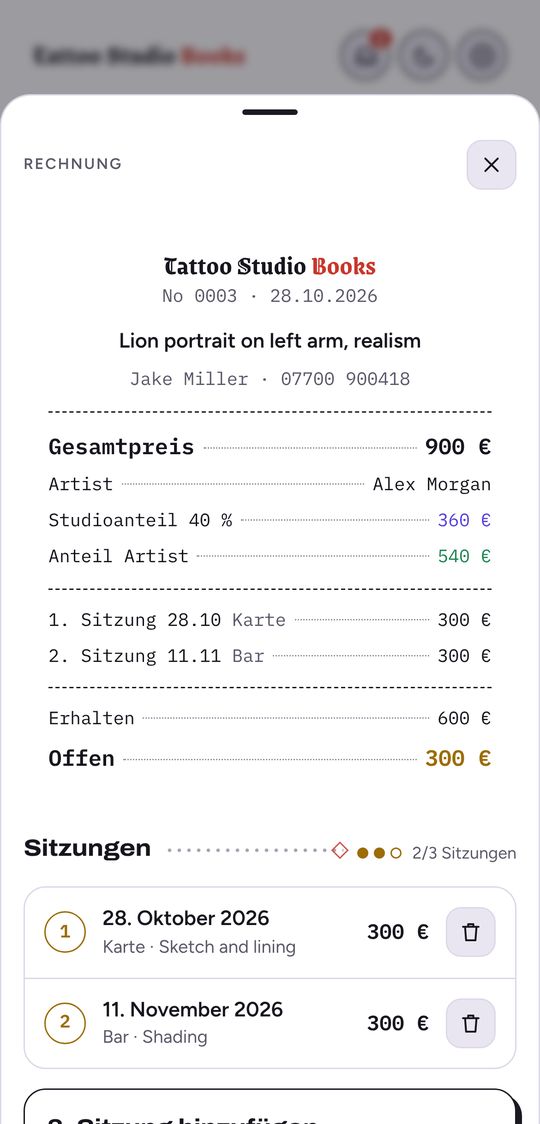 Tattoo Studio Books
RECHNUNG
Tattoo Studio Books
No 0003 · 28.10.2026
Lion portrait on left arm, realism
Jake Miller · 07700 900418
Gesamtpreis 900 €
Artist Alex Morgan
Studioanteil 40 % 360 €
Anteil Artist 540 €
1. Sitzung 28.10 Karte 300 €
2. Sitzung 11.11 Bar 300 €
Erhalten 600 €
Offen 300 €
Sitzungen 2/3 Sitzungen
1 28. Oktober 2026 300 €
Karte · Sketch and lining
2 11. November 2026 300 €
Bar · Shading